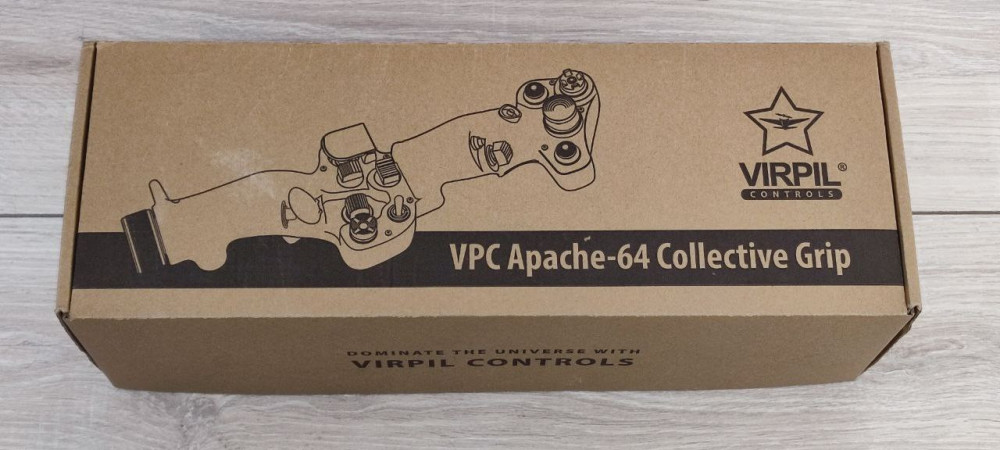 VIRPIL®
CONTROLS
VPC Apache-64 Collective Grip
DOMINATE THE UNIVERSE WITH
VIRPIL CONTROLS